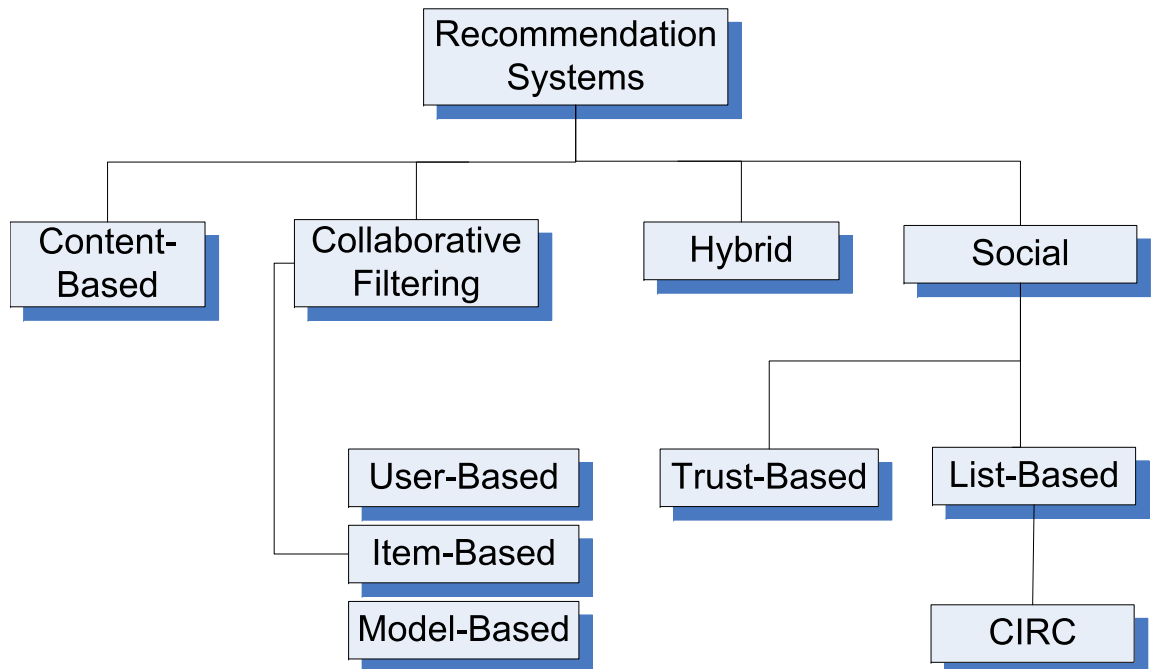 Recommendation
Systems
Content-
Based
Collaborative
Filtering
Hybrid
Social
User-Based
Item-Based
Model-Based
Trust-Based
List-Based
CIRC